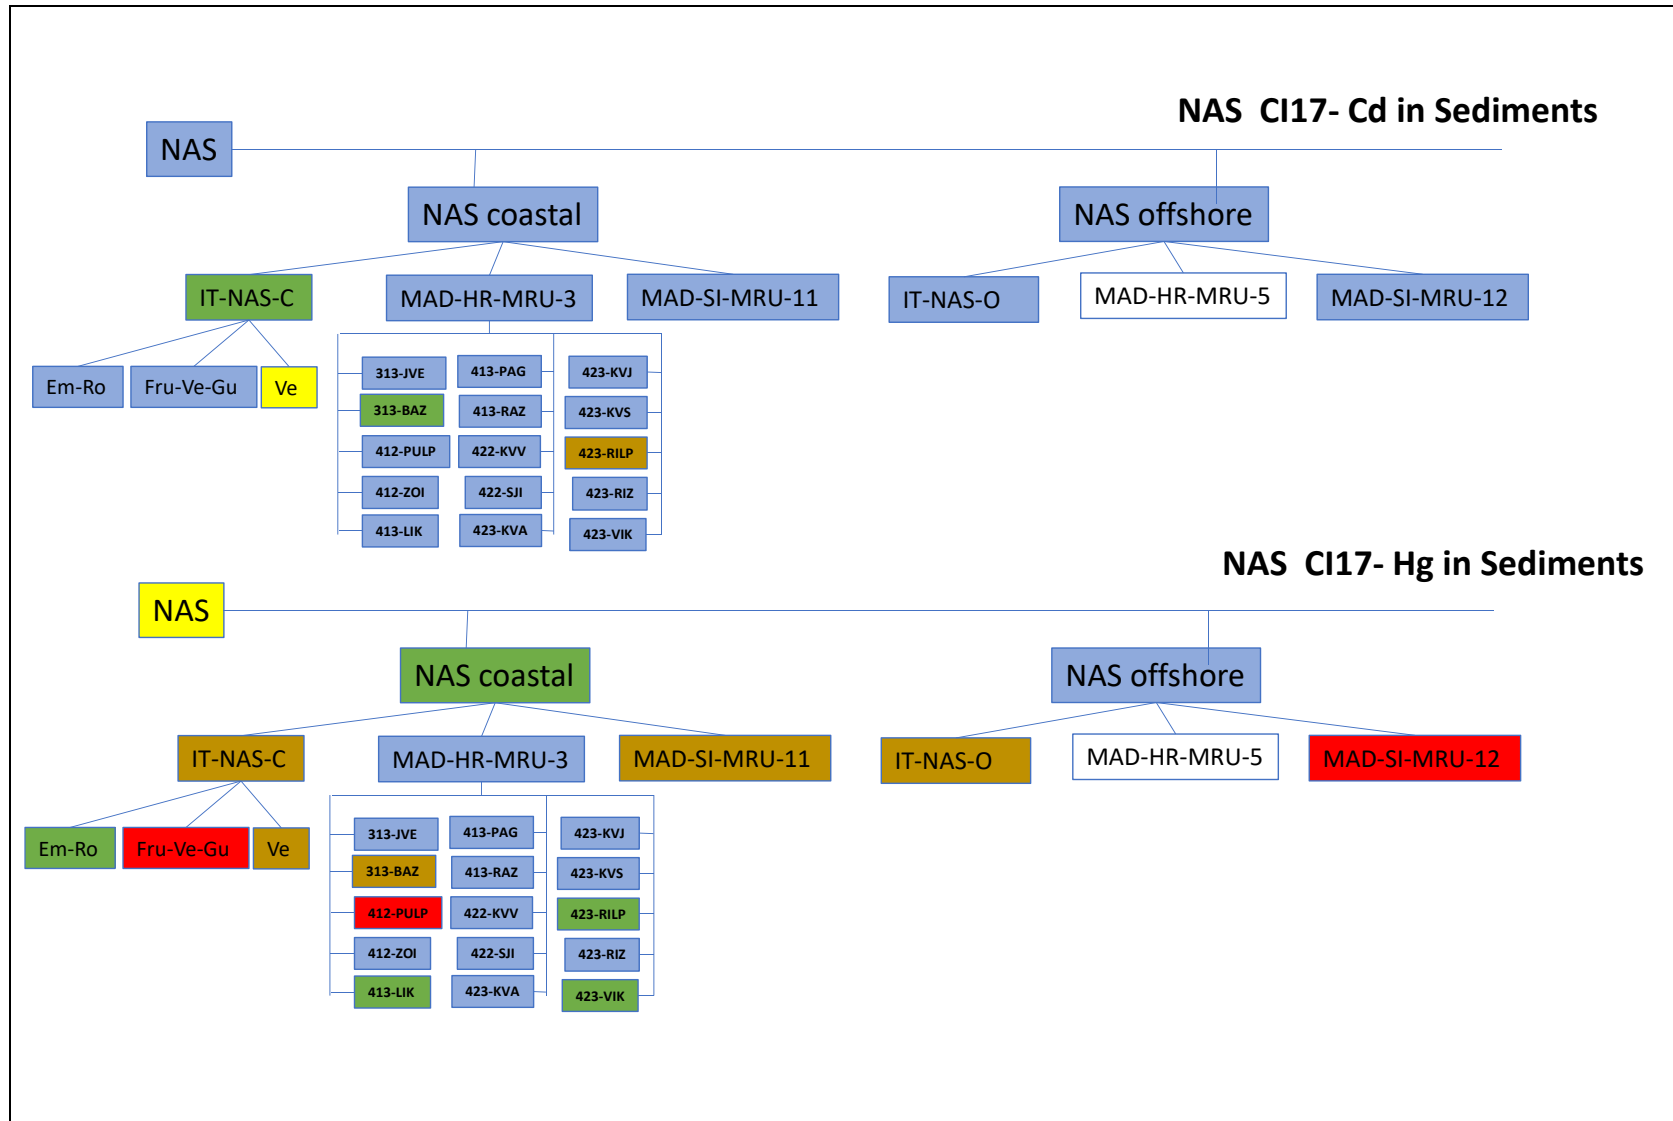 NAS CI17- Cd in Sediments
NAS
NAS coastal
NAS offshore
IT-NAS-C
MAD-HR-MRU-3
MAD-SI-MRU-11
IT-NAS-O
MAD-HR-MRU-5
MAD-SI-MRU-12
Em-Ro
Fru-Ve-Gu
Ve
313-JVE
413-PAG
423-KVJ
313-BAZ
413-RAZ
423-KVS
412-PULP
422-KVV
423-RILP
412-ZOI
422-SJI
423-RIZ
413-LIK
423-KVA
423-VIK
NAS CI17- Hg in Sediments
NAS
NAS coastal
NAS offshore
IT-NAS-C
MAD-HR-MRU-3
MAD-SI-MRU-11
IT-NAS-O
MAD-HR-MRU-5
MAD-SI-MRU-12
Em-Ro
Fru-Ve-Gu
Ve
313-JVE
413-PAG
423-KVJ
313-BAZ
413-RAZ
423-KVS
412-PULP
422-KVV
423-RILP
412-ZOI
422-SJI
423-RIZ
413-LIK
423-KVA
423-VIK